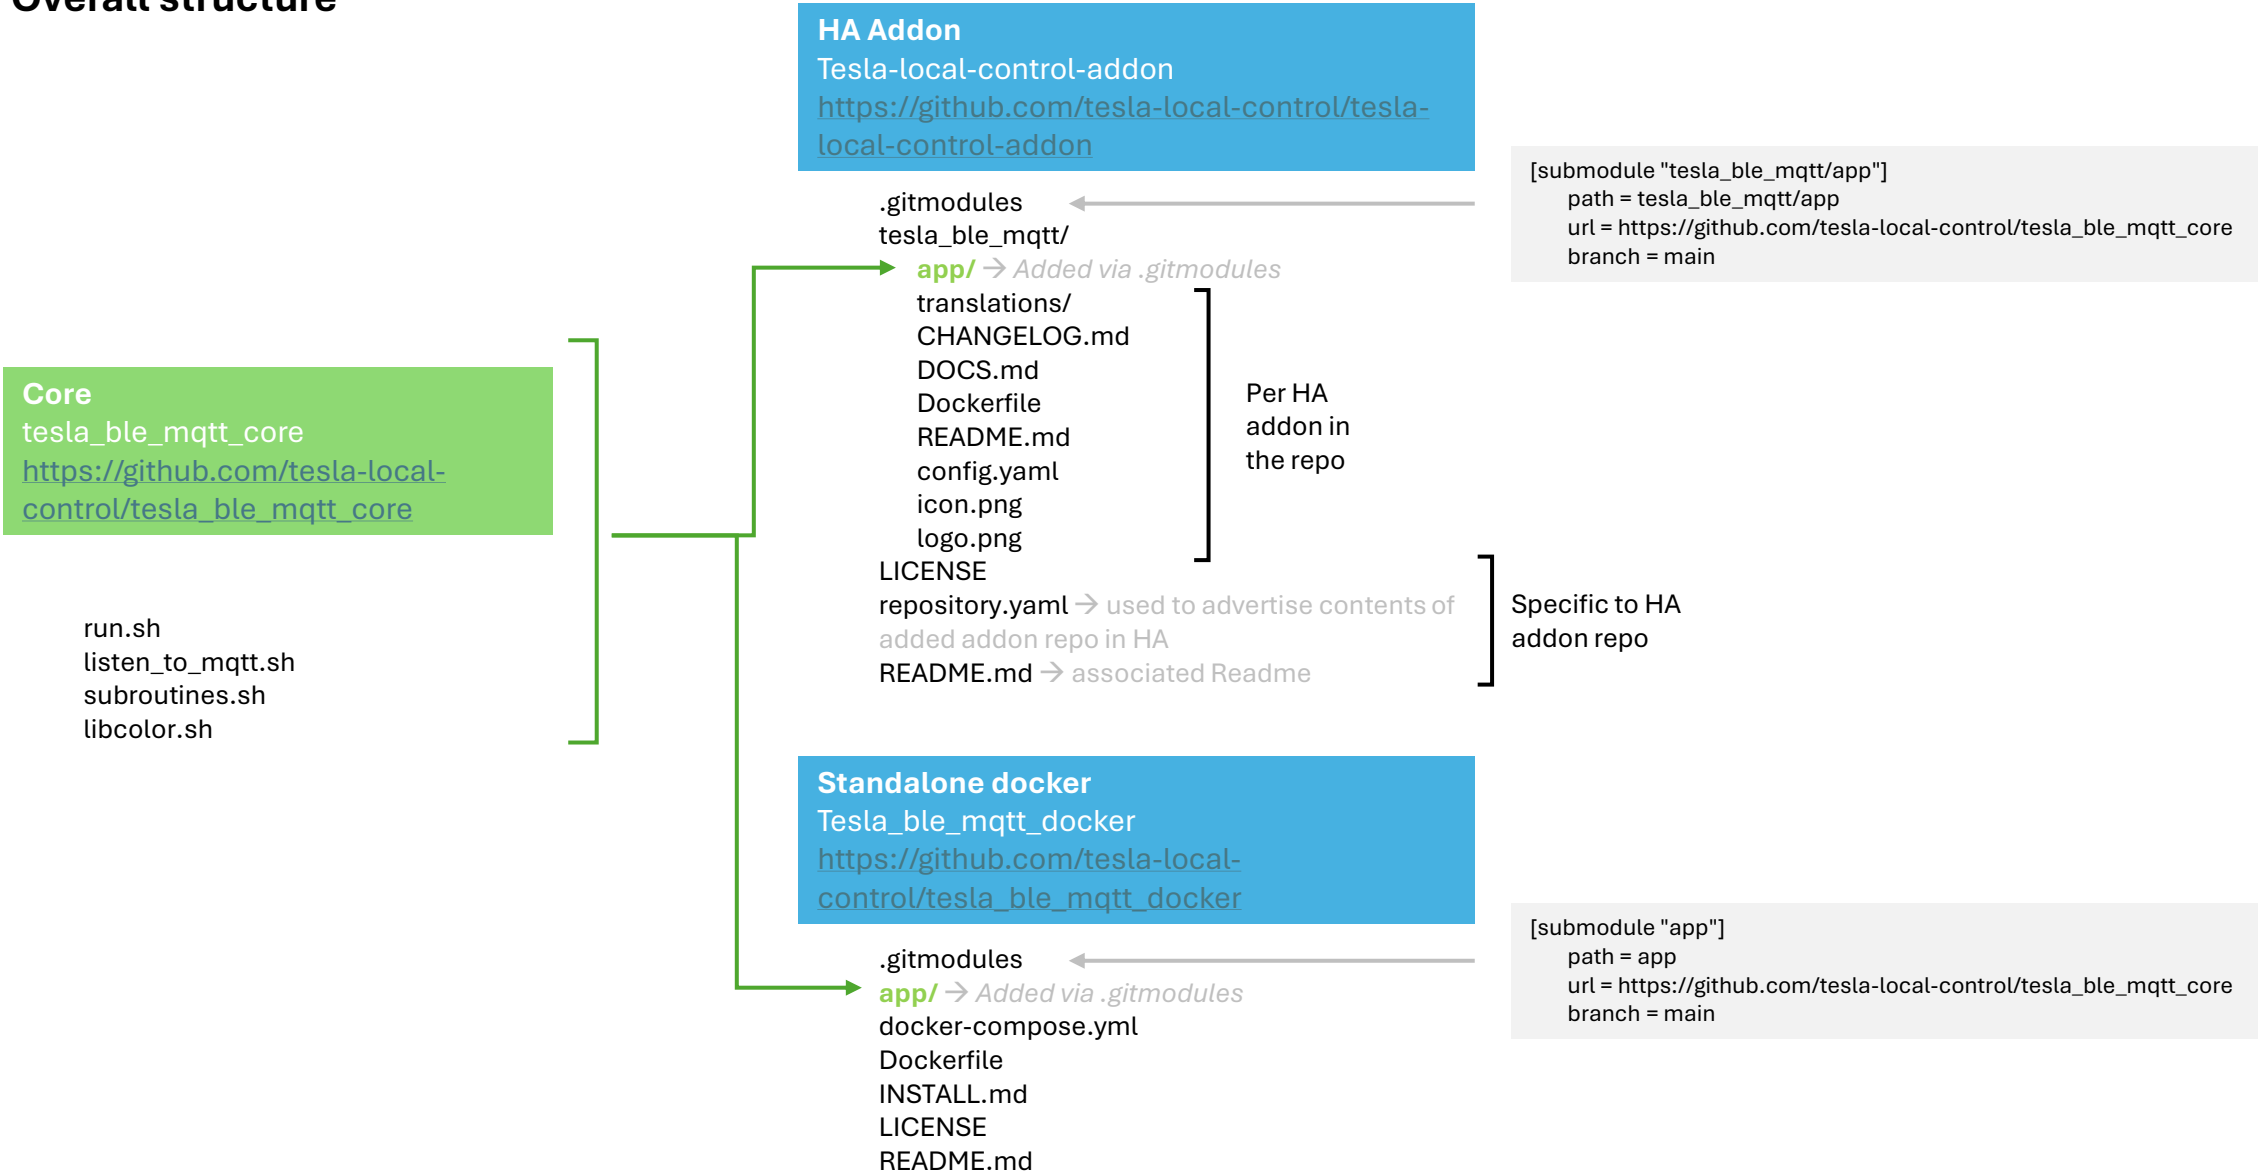 Overall structure
HA Addon
Tesla-local-control-addon
https://github.com/tesla-local-control/tesla-
local-control-addon
[submodule "tesla_ble_mqtt/app"]
path = tesla_ble_mqtt/app
url = https://github.com/tesla-local-control/tesla_ble_mqtt_core
branch = main
.gitmodules
tesla_ble_mqtt/
app/ → Added via .gitmodules
translations/
CHANGELOG.md
DOCS.md
Dockerfile
README.md
config.yaml
icon.png
logo.png
Per HA
addon in
the repo
LICENSE
repository.yaml → used to advertise contents of
added addon repo in HA
README.md → associated Readme
Specific to HA
addon repo
Core
tesla_ble_mqtt_core
https://github.com/tesla-local-
control/tesla_ble_mqtt_core
run.sh
listen_to_mqtt.sh
subroutines.sh
libcolor.sh
Standalone docker
Tesla_ble_mqtt_docker
https://github.com/tesla-local-
control/tesla_ble_mqtt_docker
[submodule "app"]
path = app
url = https://github.com/tesla-local-control/tesla_ble_mqtt_core
branch = main
.gitmodules
app/ → Added via .gitmodules
docker-compose.yml
Dockerfile
INSTALL.md
LICENSE
README.md